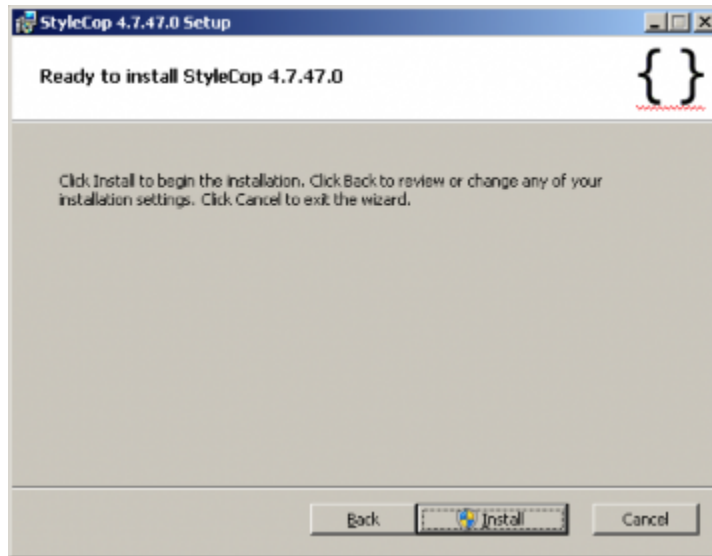 StyleCop 4.7.47.0 Setup
Ready to install StyleCop 4.7.47.0
{ }
Click Install to begin the installation. Click Back to review or change any of your
installation settings. Click Cancel to exit the wizard.
Back Install Cancel